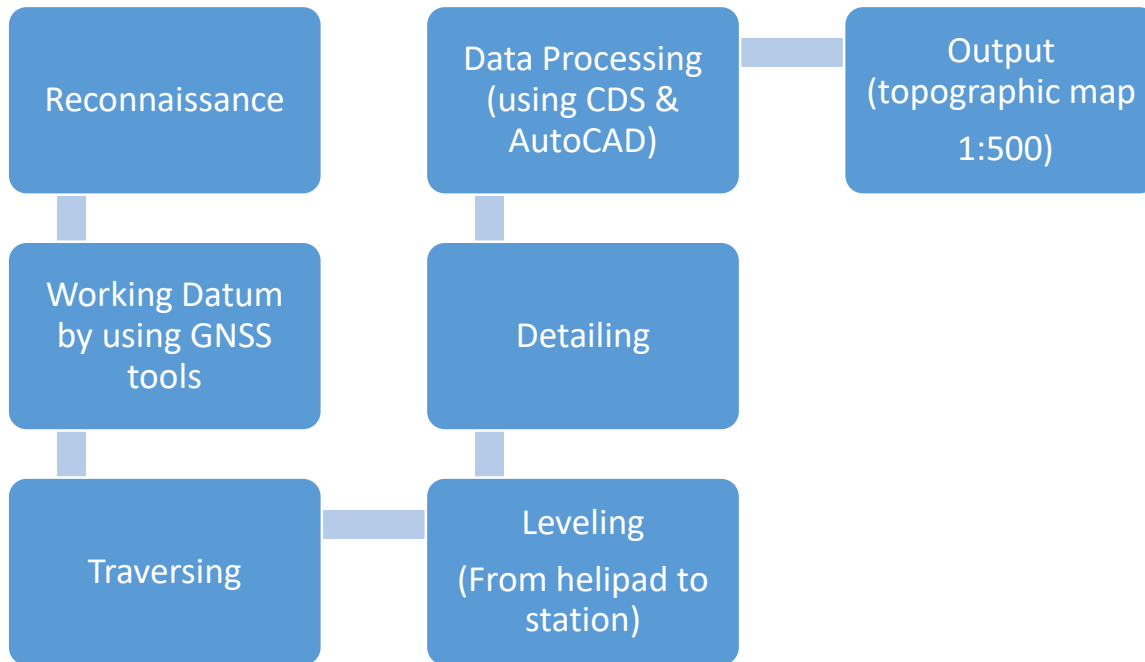 Reconnaissance
Working Datum
by using GNSS
tools
Traversing
Leveling
(From helipad to
station)
Detailing
Data Processing
(using CDS &
AutoCAD)
Output
(topographic map
1:500)